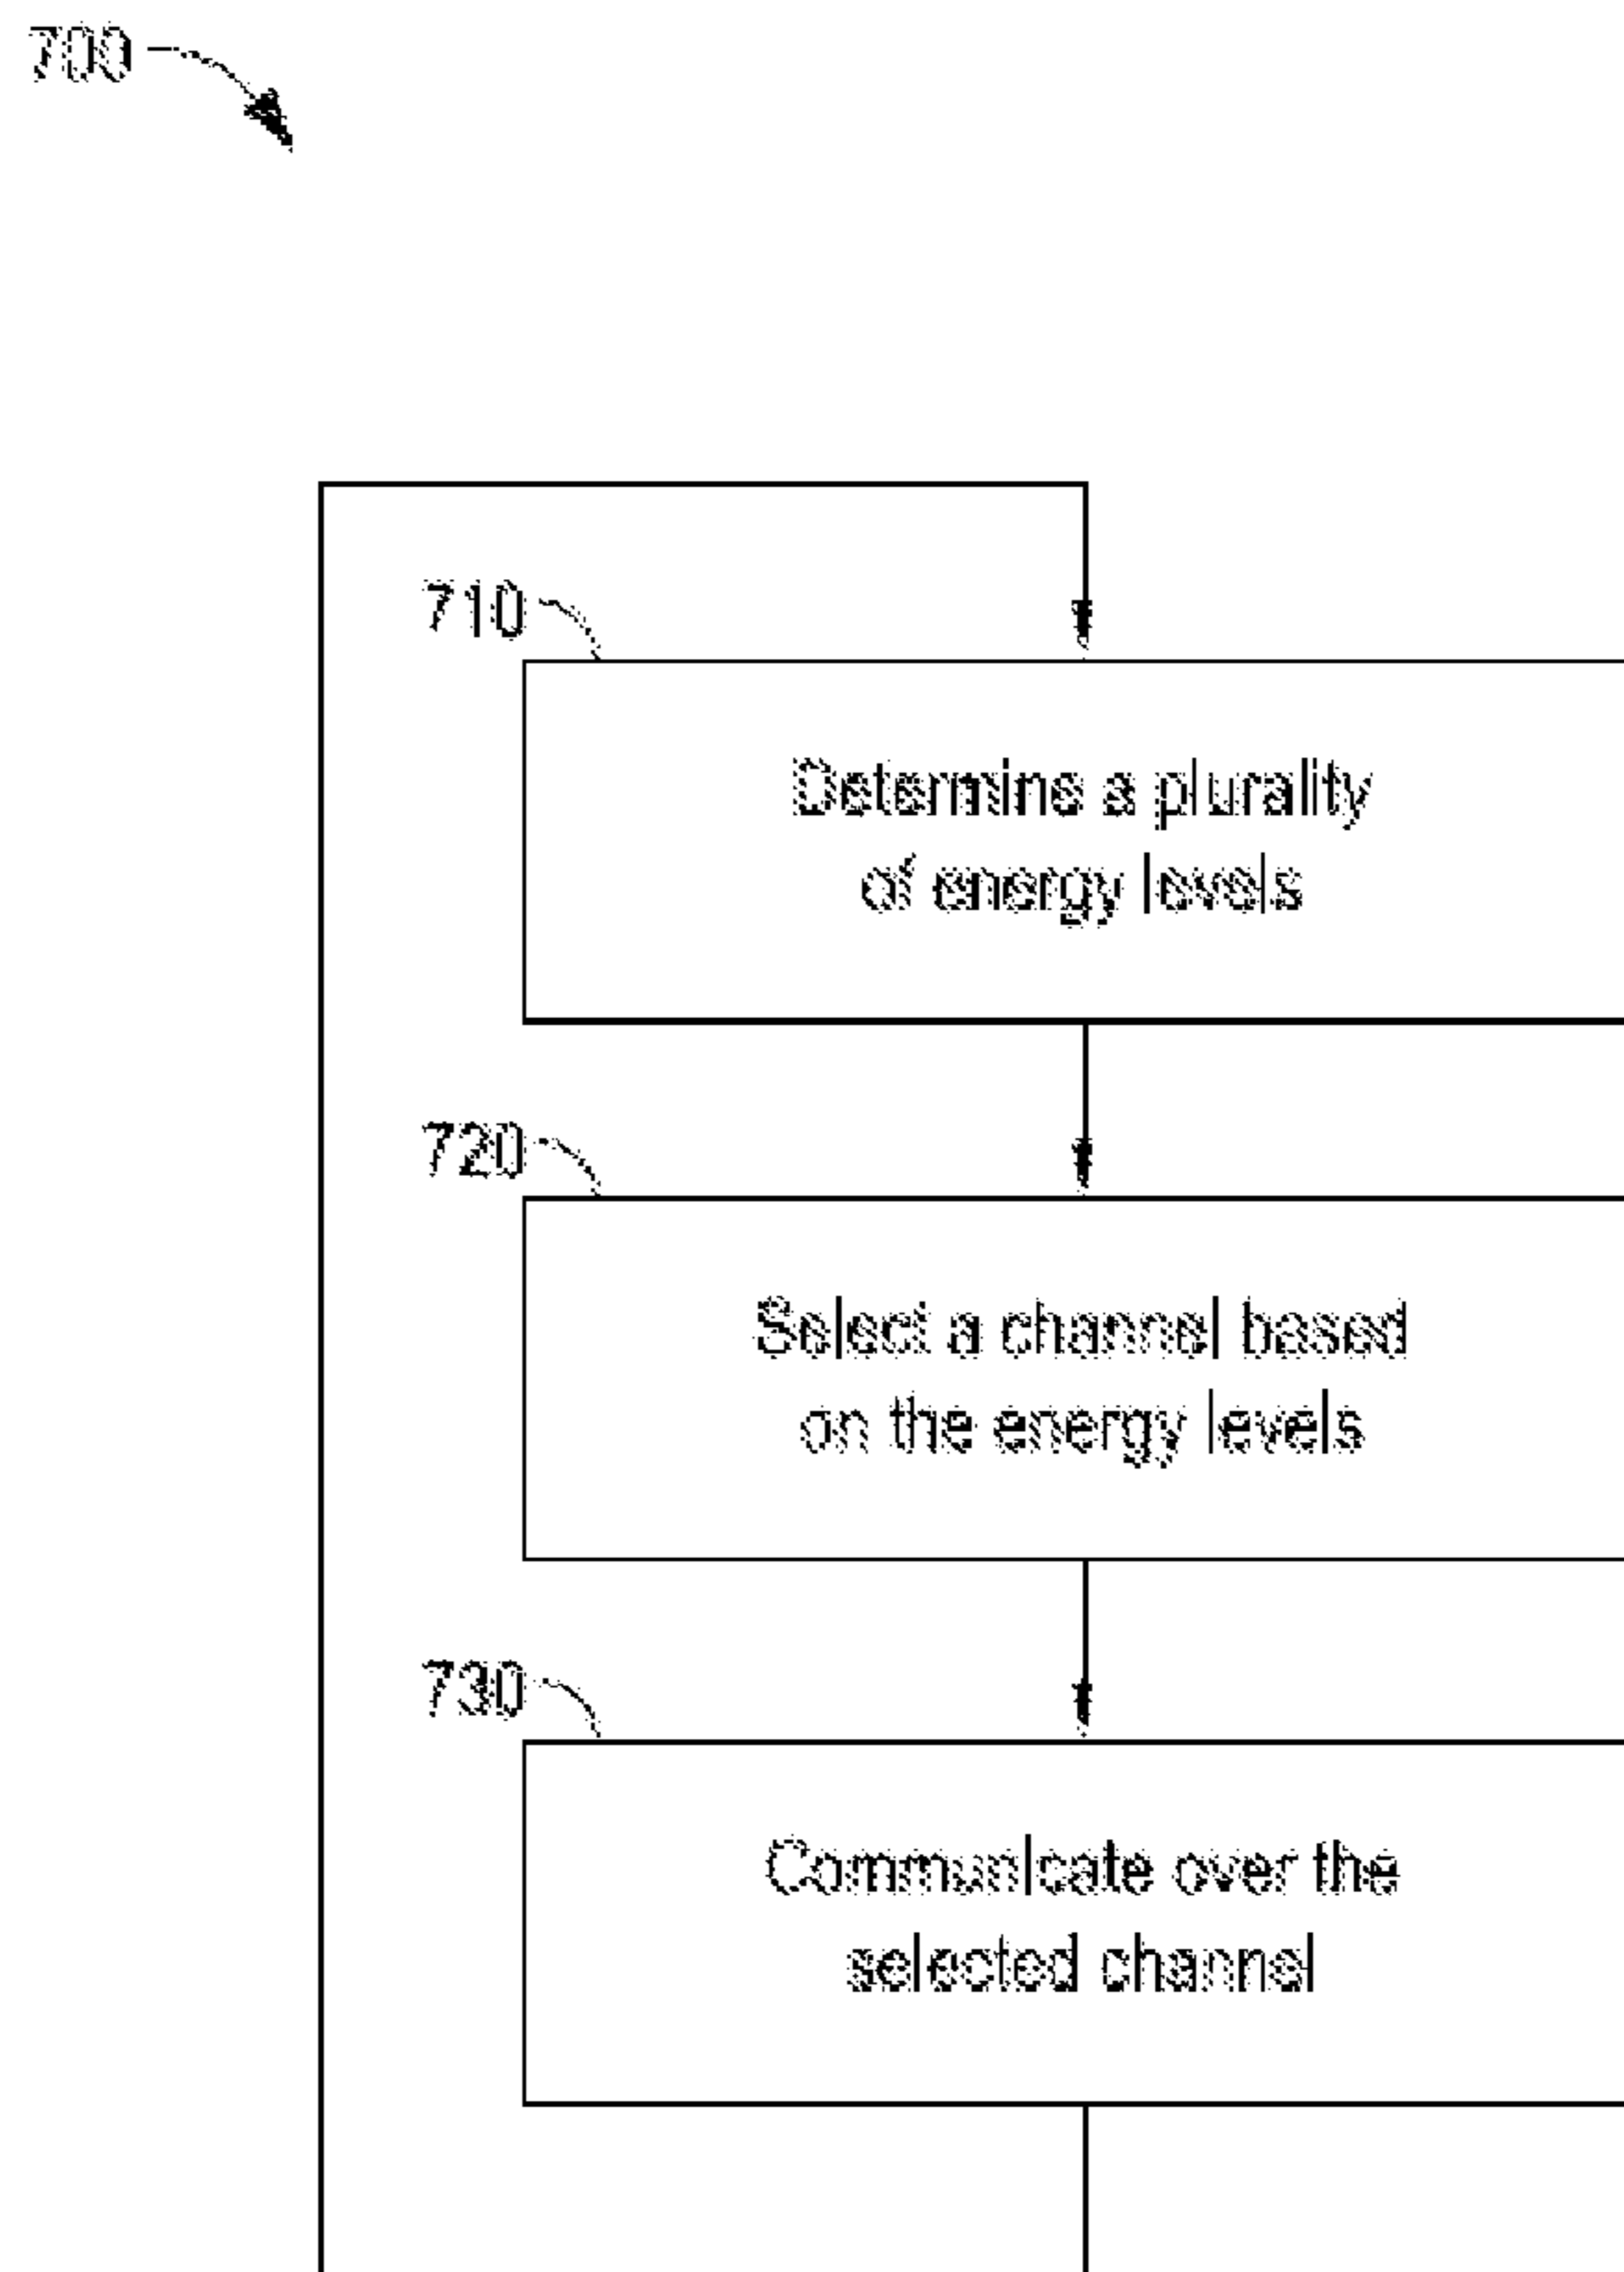 700
710
Determine a plurality
of energy levels
720
Select a channel based
on the energy levels
730
Communicate over the
selected channel